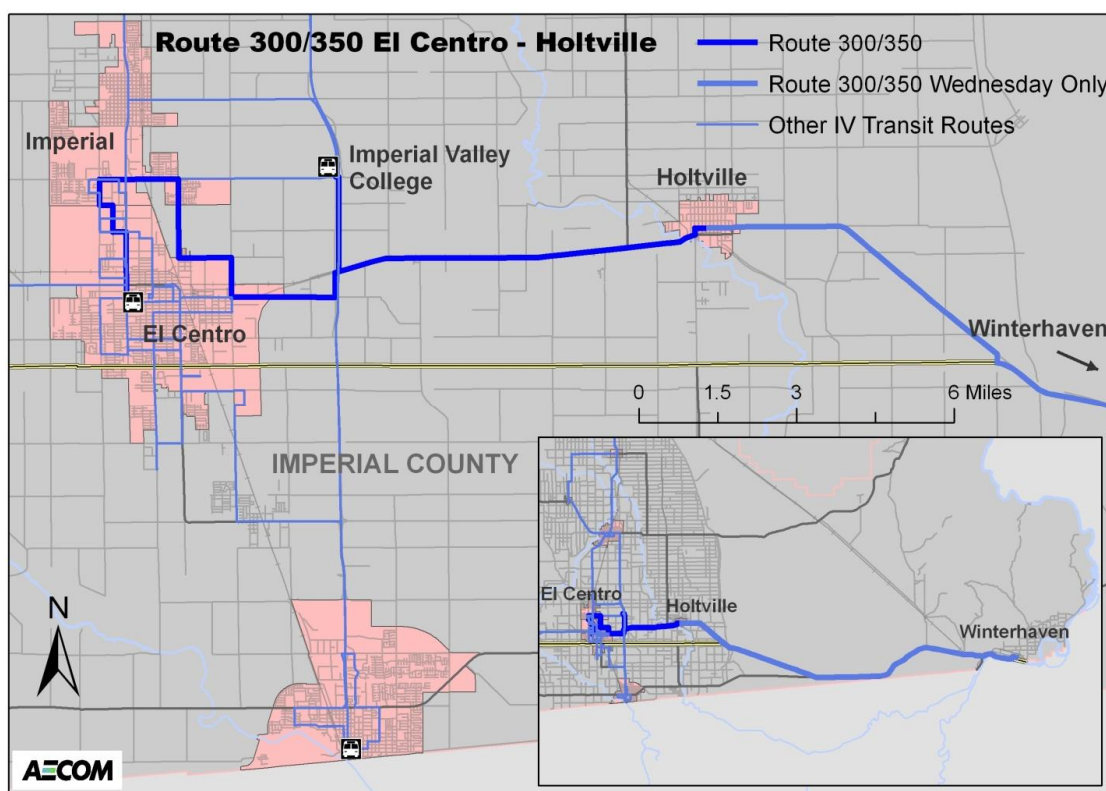 Route 300/350 El Centro - Holtville
Route 300/350
Route 300/350 Wednesday Only
Other IV Transit Routes
Imperial
Imperial Valley
College
Holtville
El Centro
Winterhaven
0 1.5 3 6 Miles
IMPERIAL COUNTY
N
El Centro
Holtville
Winterhaven
AECOM